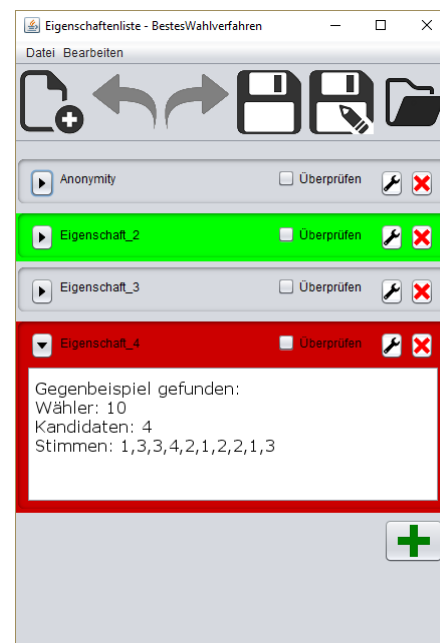 Eigenschaftenliste - BestesWahlverfahren
Datei Bearbeiten
Anonymity Überprüfen
Eigenschaft_2 Überprüfen
Eigenschaft_3 Überprüfen
Eigenschaft_4 Überprüfen
Gegenbeispiel gefunden:
Wähler: 10
Kandidaten: 4
Stimmen: 1,3,3,4,2,1,2,2,1,3